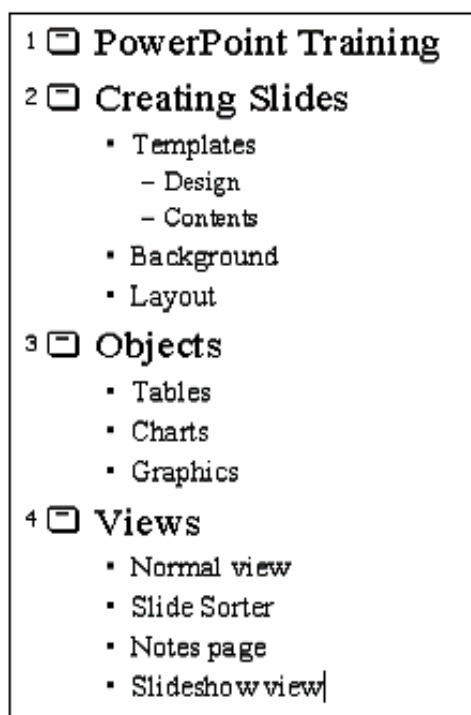 1 PowerPoint Training
2 Creating Slides
▪ Templates
– Design
– Contents
▪ Background
▪ Layout
3 Objects
▪ Tables
▪ Charts
▪ Graphics
4 Views
▪ Normal view
▪ Slide Sorter
▪ Notes page
▪ Slideshow view